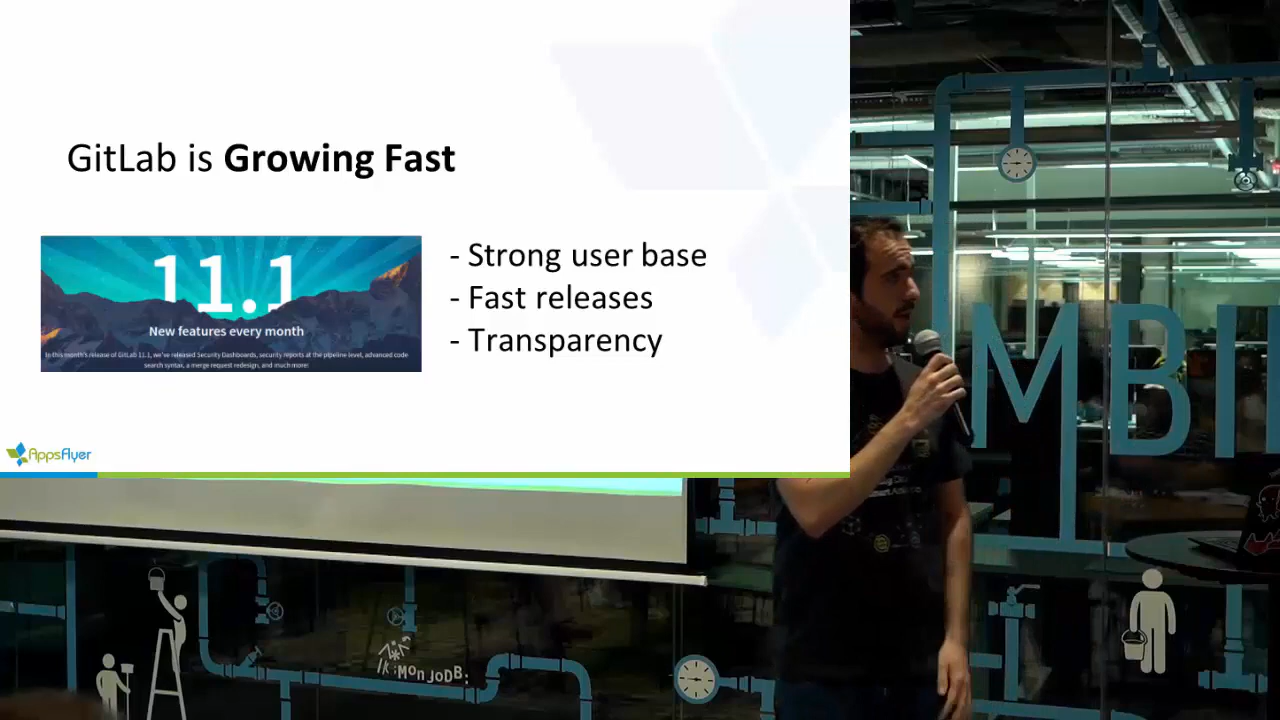 GitLab is Growing Fast
11.1
New features every month
In this month's release of GitLab 11.1, we've released Security Dashboards, security reports at the pipeline level, advanced code
search syntax, a merge request redesign, and much more!
- Strong user base
- Fast releases
- Transparency
AppsFlyer
MBI
MonJoDB: